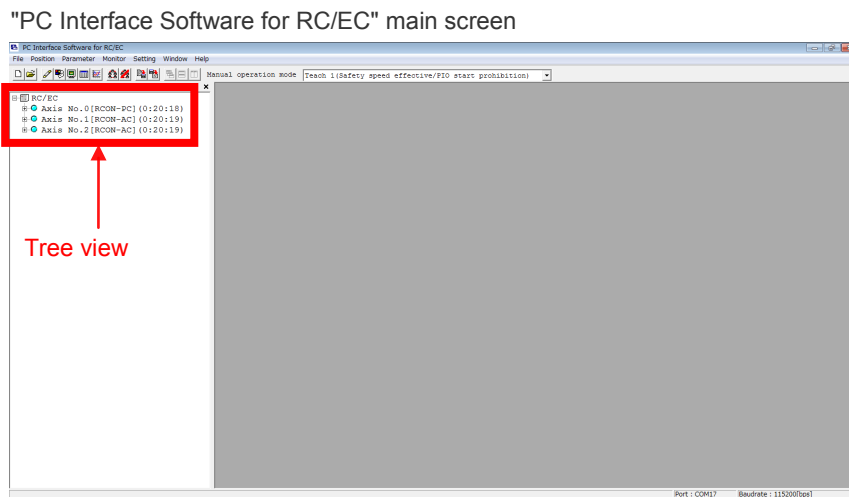 "PC Interface Software for RC/EC" main screen
PC Interface Software for RC/EC
File Position Parameter Monitor Setting Window Help
Manual operation mode Teach 1(Safety speed effective/PIO start prohibition)
RC/EC
Axis No.0[RCON-PC](0:20:18)
Axis No.1[RCON-AC](0:20:19)
Axis No.2[RCON-AC](0:20:19)
Tree view
Port : COM17 Baudrate : 115200[bps]